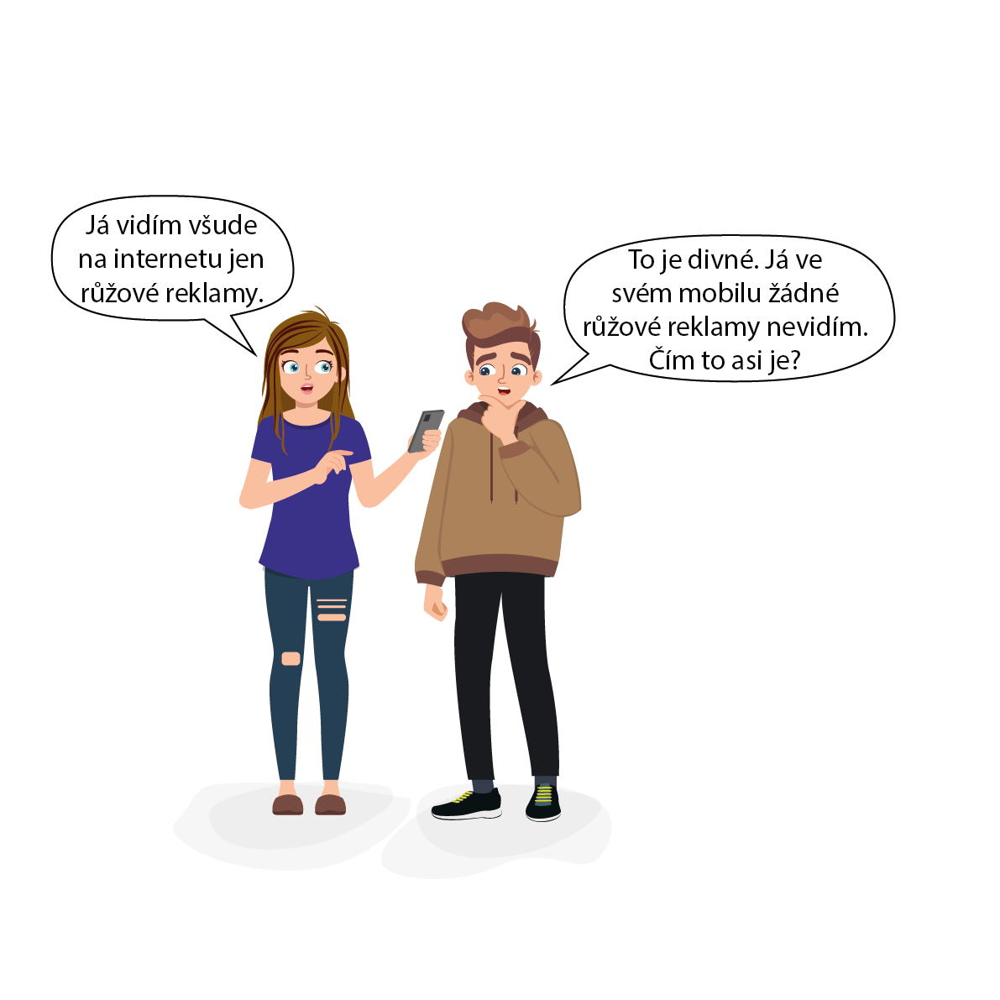 Já vidím všude
na internetu jen
růžové reklamy.
To je divné. Já ve
svém mobilu žádné
růžové reklamy nevidím.
Čím to asi je?